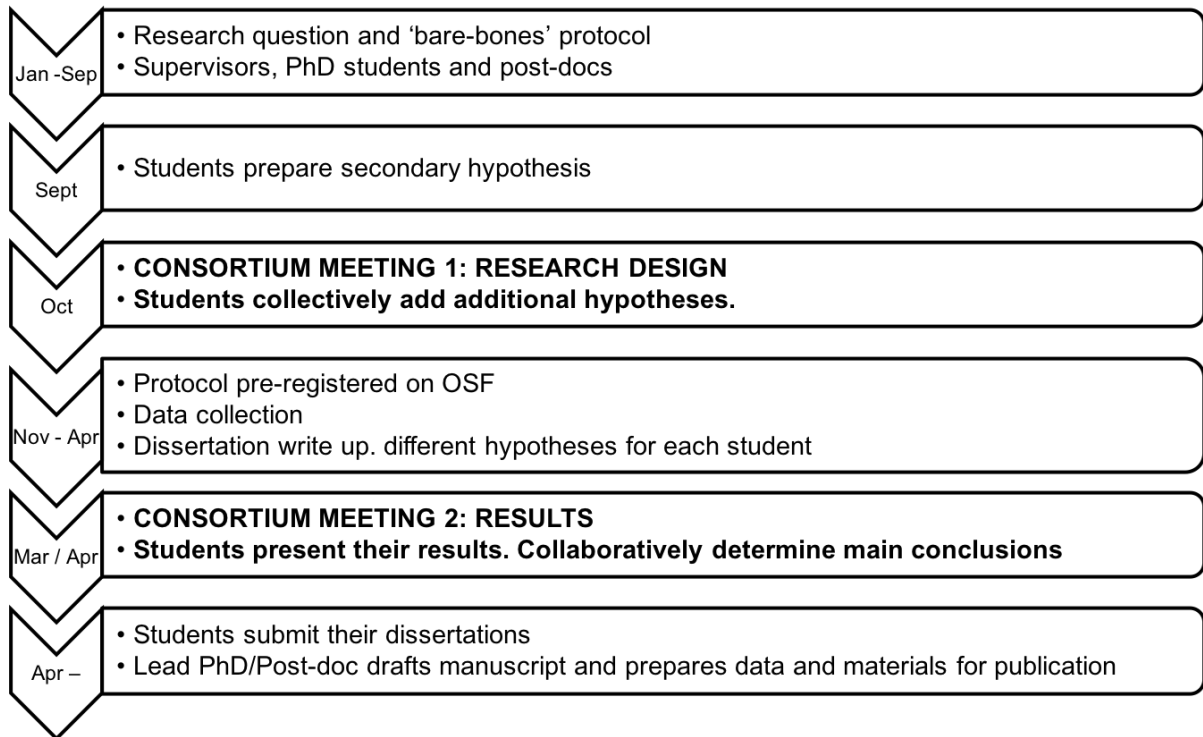 Jan -Sep
• Research question and ‘bare-bones’ protocol
• Supervisors, PhD students and post-docs
Sept
• Students prepare secondary hypothesis
Oct
• CONSORTIUM MEETING 1: RESEARCH DESIGN
• Students collectively add additional hypotheses.
Nov - Apr
• Protocol pre-registered on OSF
• Data collection
• Dissertation write up. different hypotheses for each student
Mar / Apr
• CONSORTIUM MEETING 2: RESULTS
• Students present their results. Collaboratively determine main conclusions
Apr –
• Students submit their dissertations
• Lead PhD/Post-doc drafts manuscript and prepares data and materials for publication